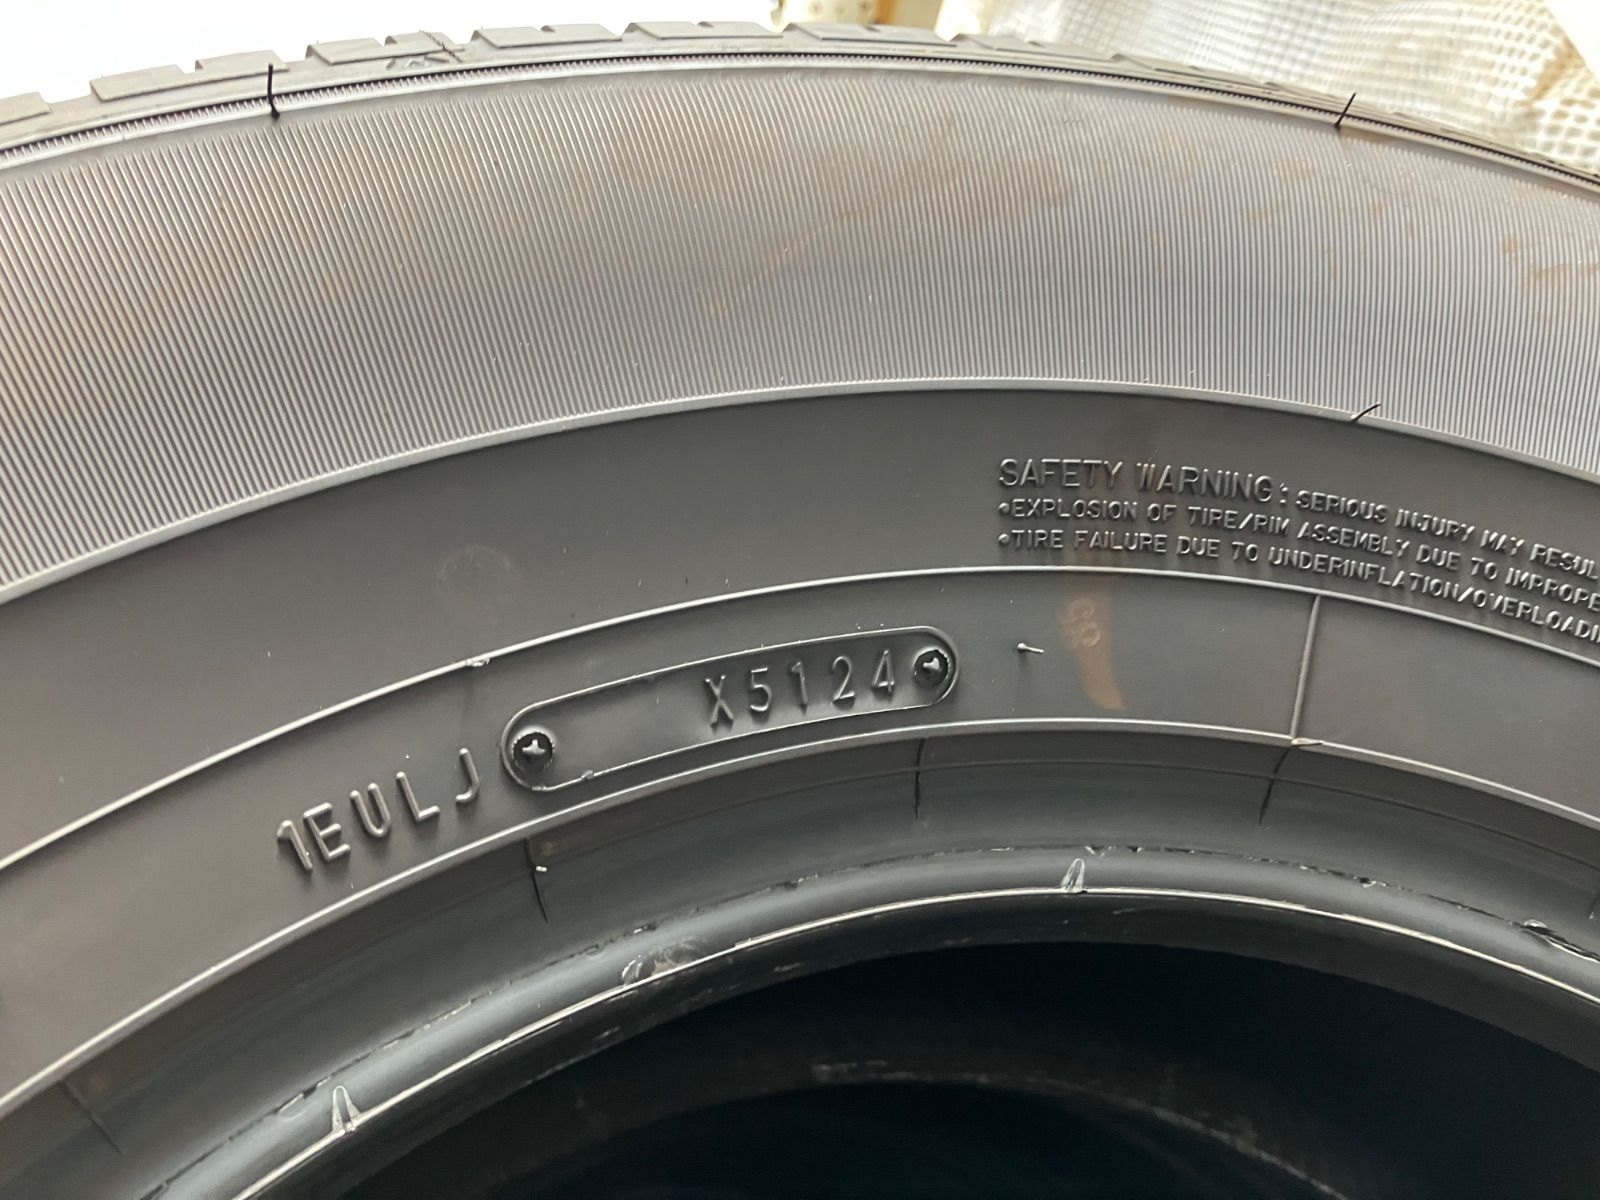 SAFETY WARNING: SERIOUS INJURY MAY RESUL
•EXPLOSION OF TIRE/RIM ASSEMBLY DUE TO IMPROPE
•TIRE FAILURE DUE TO UNDERINFLATION/OVERLOADI
1EULJ X5124